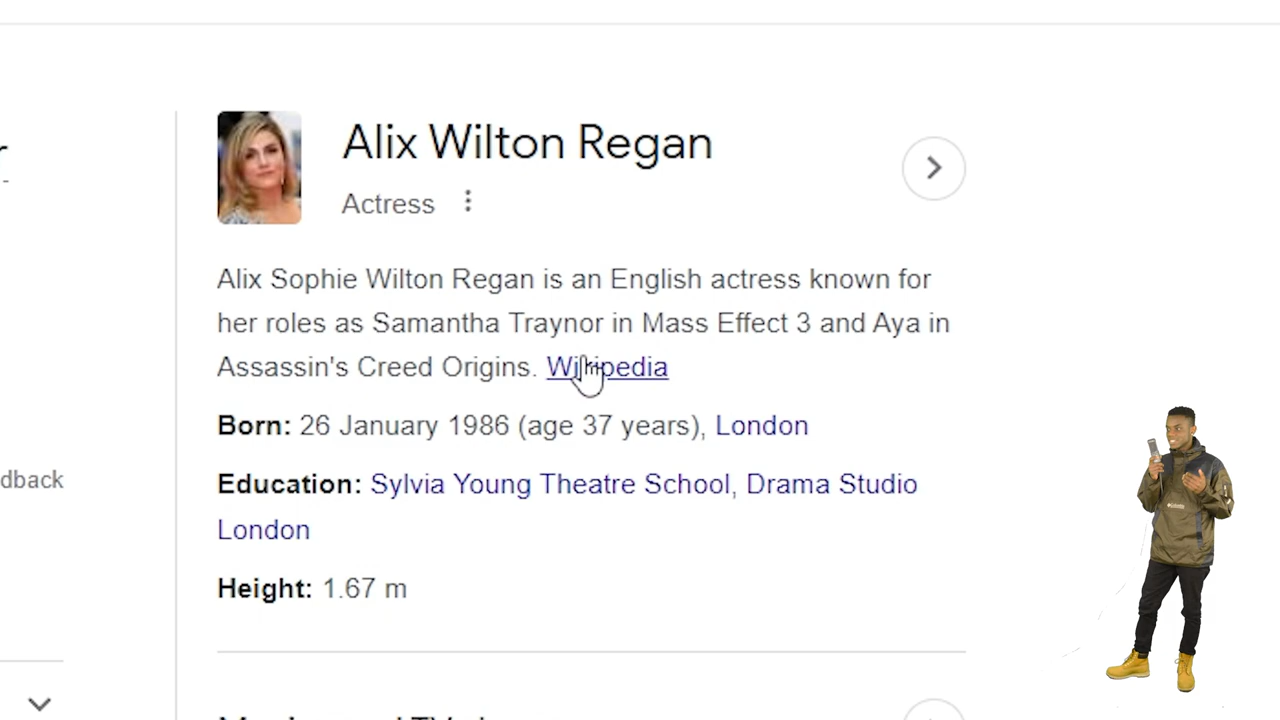 Alix Wilton Regan
Actress
Alix Sophie Wilton Regan is an English actress known for
her roles as Samantha Traynor in Mass Effect 3 and Aya in
Assassin's Creed Origins. Wikipedia
Born: 26 January 1986 (age 37 years), London
Education: Sylvia Young Theatre School, Drama Studio
London
Height: 1.67 m
dback